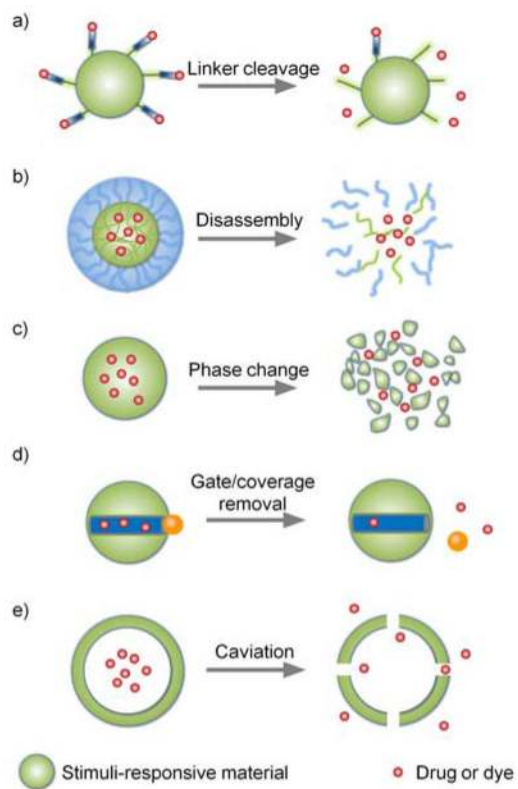 a)
Linker cleavage
b)
Disassembly
c)
Phase change
d)
Gate/coverage
removal
e)
Caviation
Stimuli-responsive material
Drug or dye